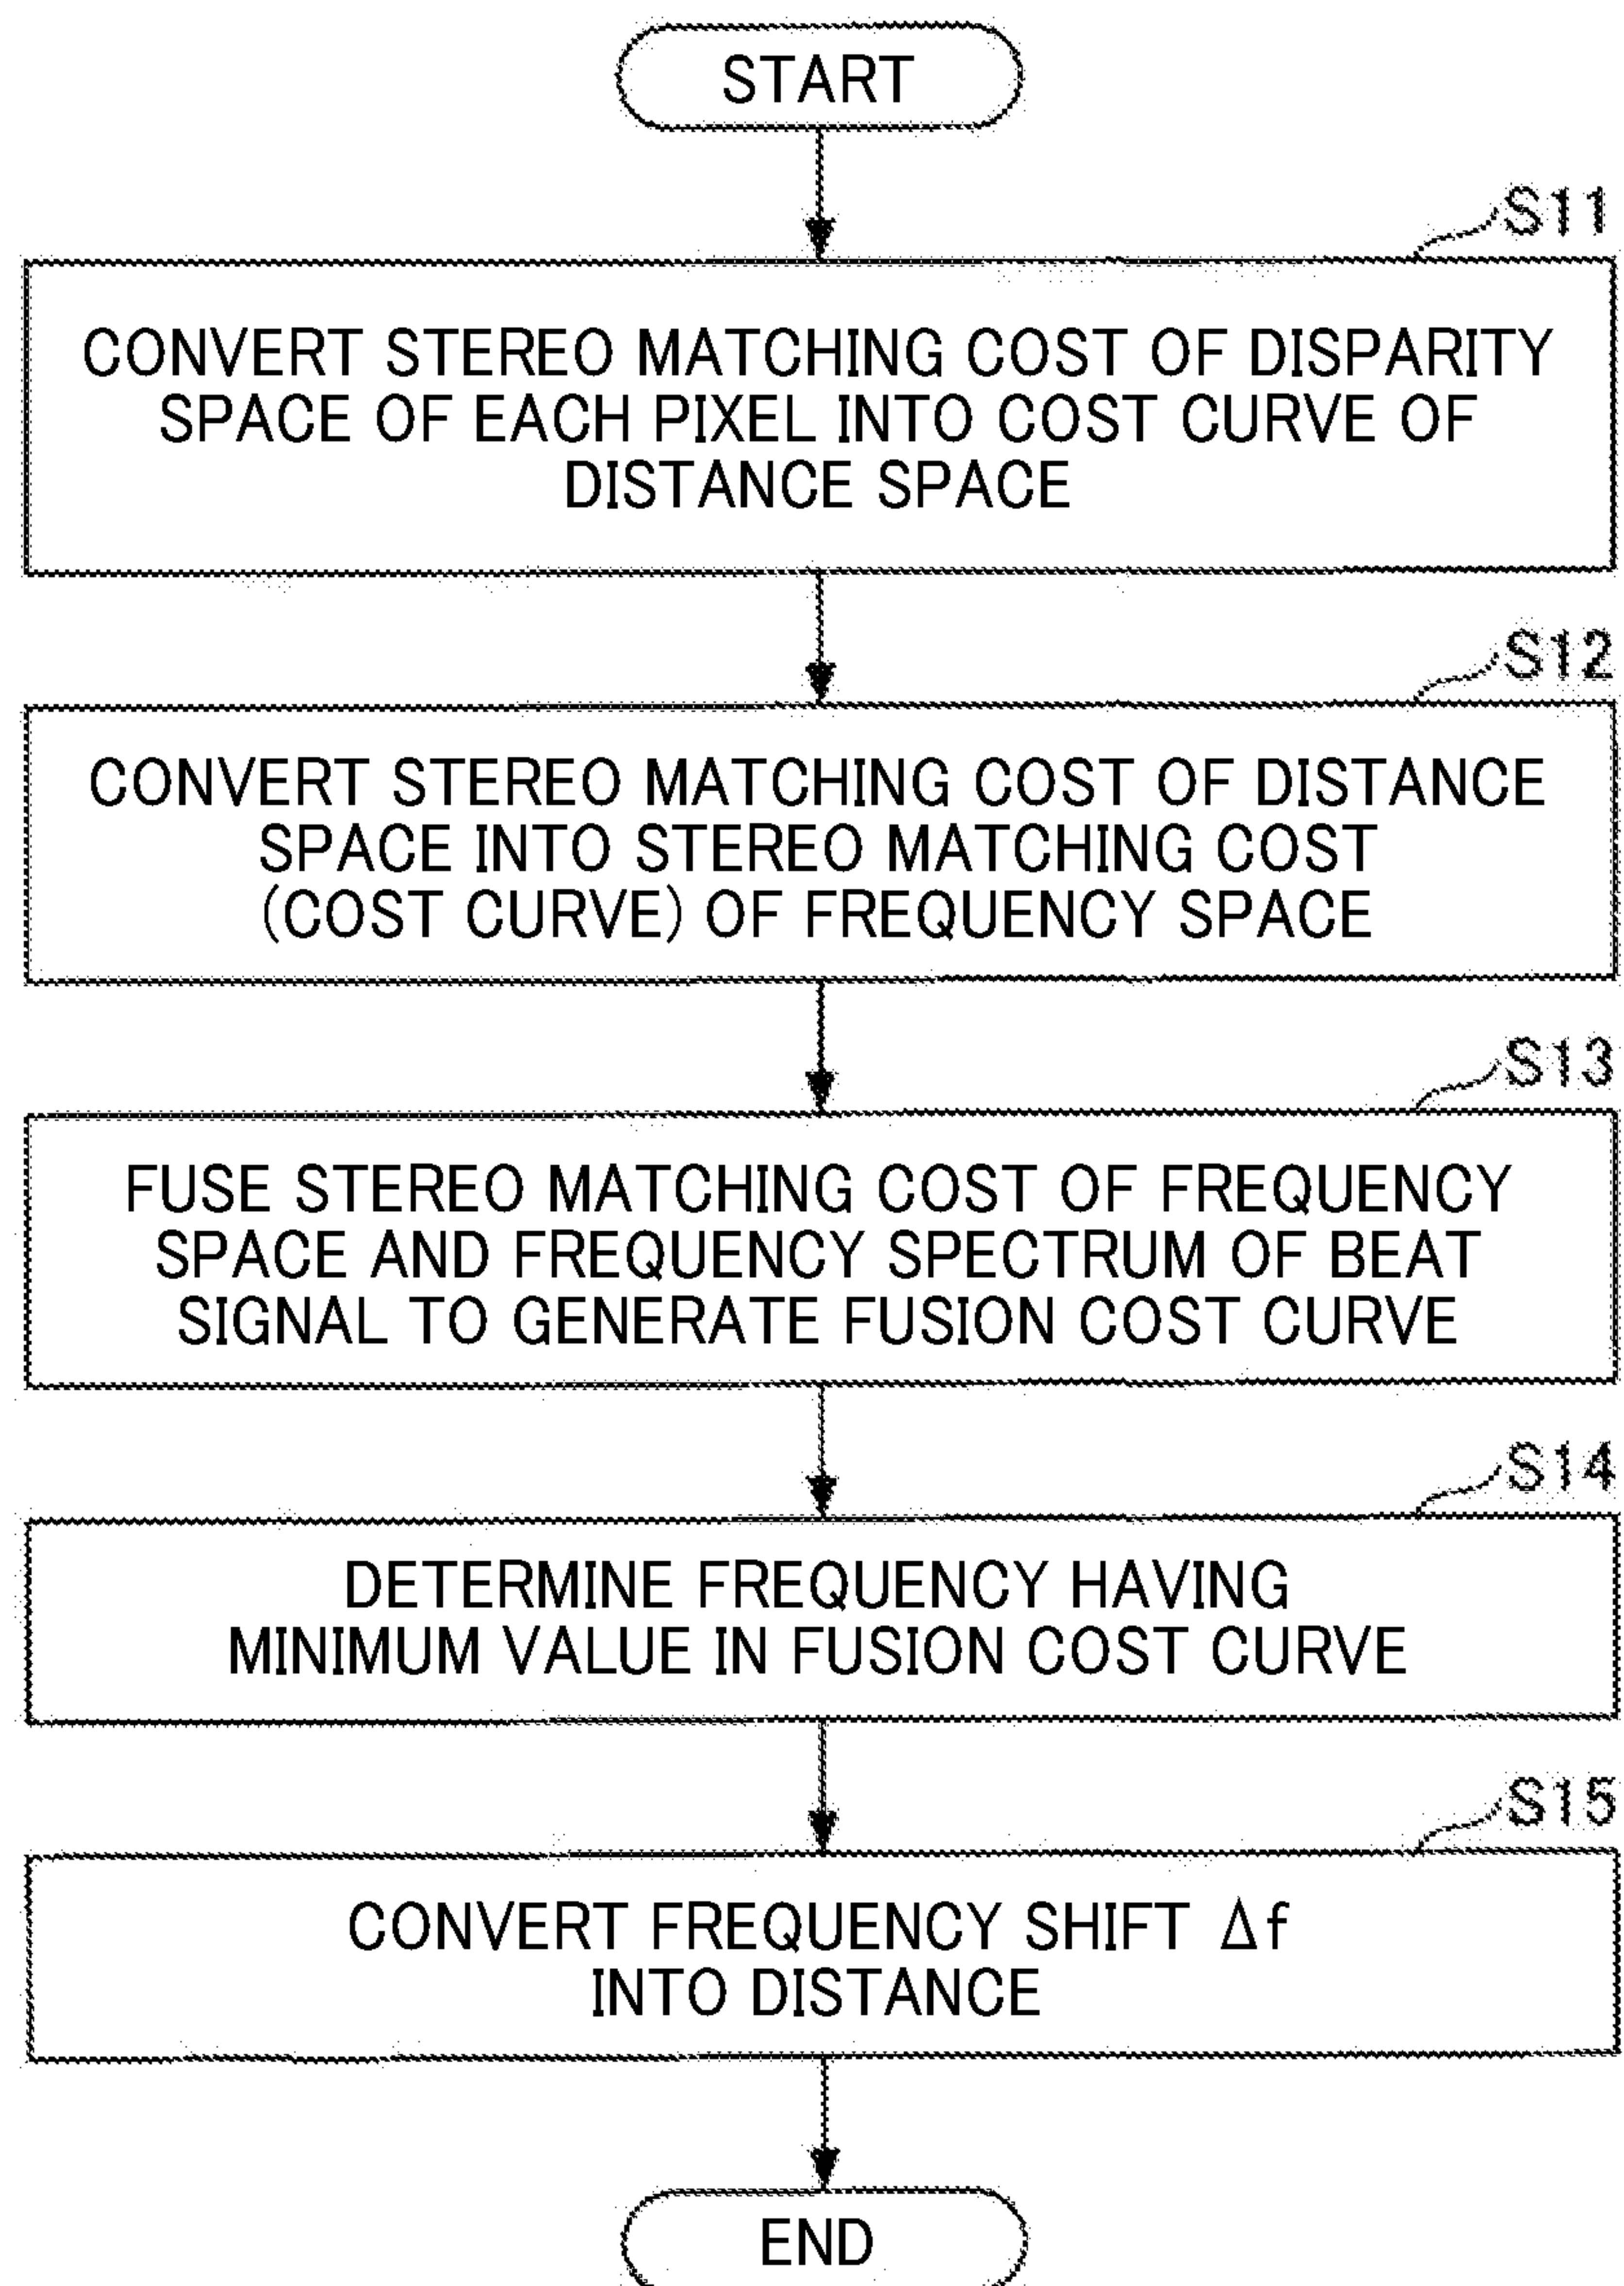 START
S11
CONVERT STEREO MATCHING COST OF DISPARITY
SPACE OF EACH PIXEL INTO COST CURVE OF
DISTANCE SPACE
S12
CONVERT STEREO MATCHING COST OF DISTANCE
SPACE INTO STEREO MATCHING COST
(COST CURVE) OF FREQUENCY SPACE
S13
FUSE STEREO MATCHING COST OF FREQUENCY
SPACE AND FREQUENCY SPECTRUM OF BEAT
SIGNAL TO GENERATE FUSION COST CURVE
S14
DETERMINE FREQUENCY HAVING
MINIMUM VALUE IN FUSION COST CURVE
S15
CONVERT FREQUENCY SHIFT Δf
INTO DISTANCE
END